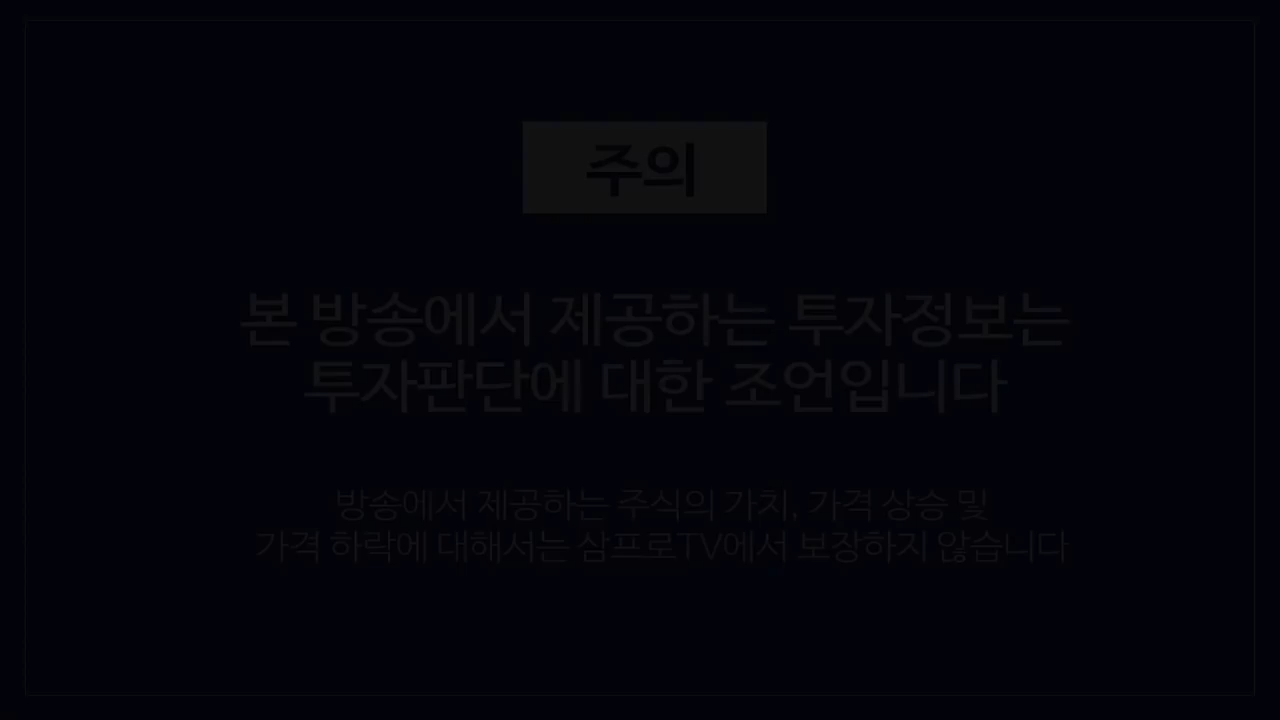 주의
본 방송에서 제공하는 투자정보는
투자판단에 대한 조언입니다
방송에서 제공하는 주식의 가치, 가격 상승 및
가격 하락에 대해서는 삼프로TV에서 보장하지 않습니다